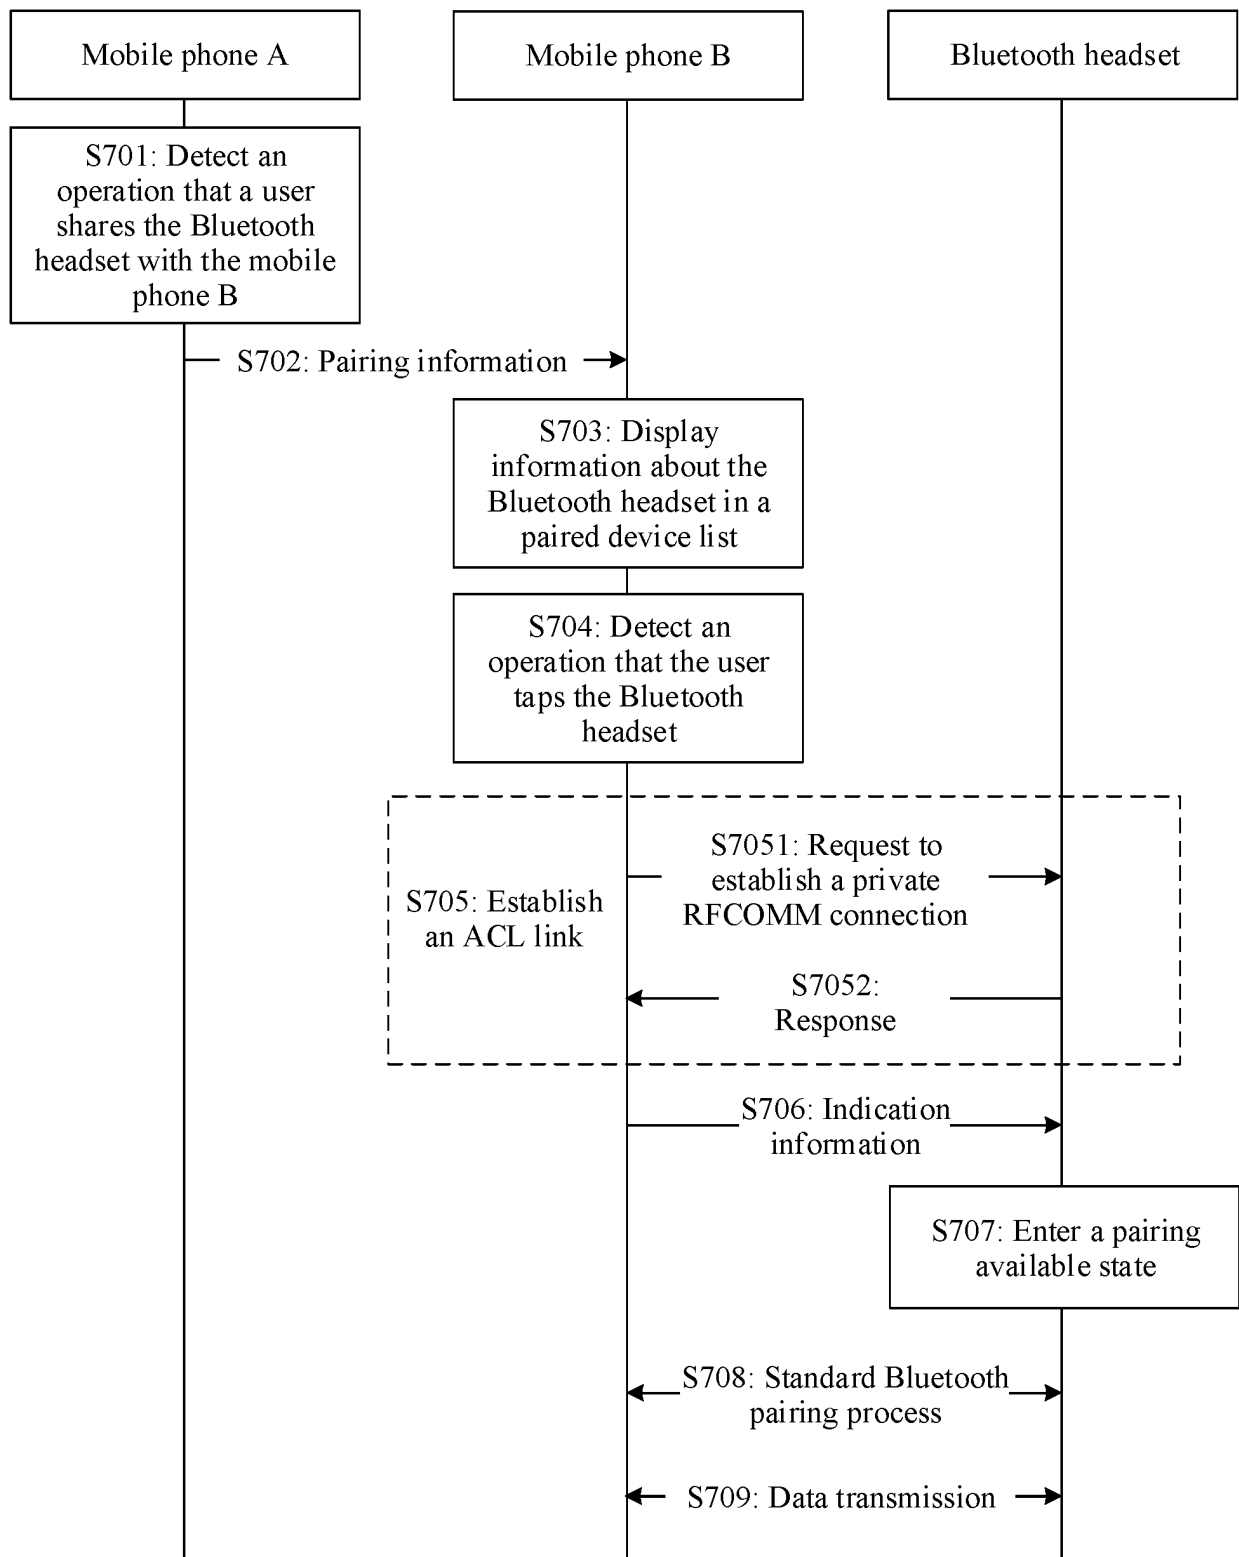 Mobile phone A
Mobile phone B
Bluetooth headset
S701: Detect an
operation that a user
shares the Bluetooth
headset with the mobile
phone B
S702: Pairing information
S703: Display
information about the
Bluetooth headset in a
paired device list
S704: Detect an
operation that the user
taps the Bluetooth
headset
S705: Establish
an ACL link
S7051: Request to
establish a private
RFCOMM connection
S7052:
Response
S706: Indication
information
S707: Enter a pairing
available state
S708: Standard Bluetooth
pairing process
S709: Data transmission